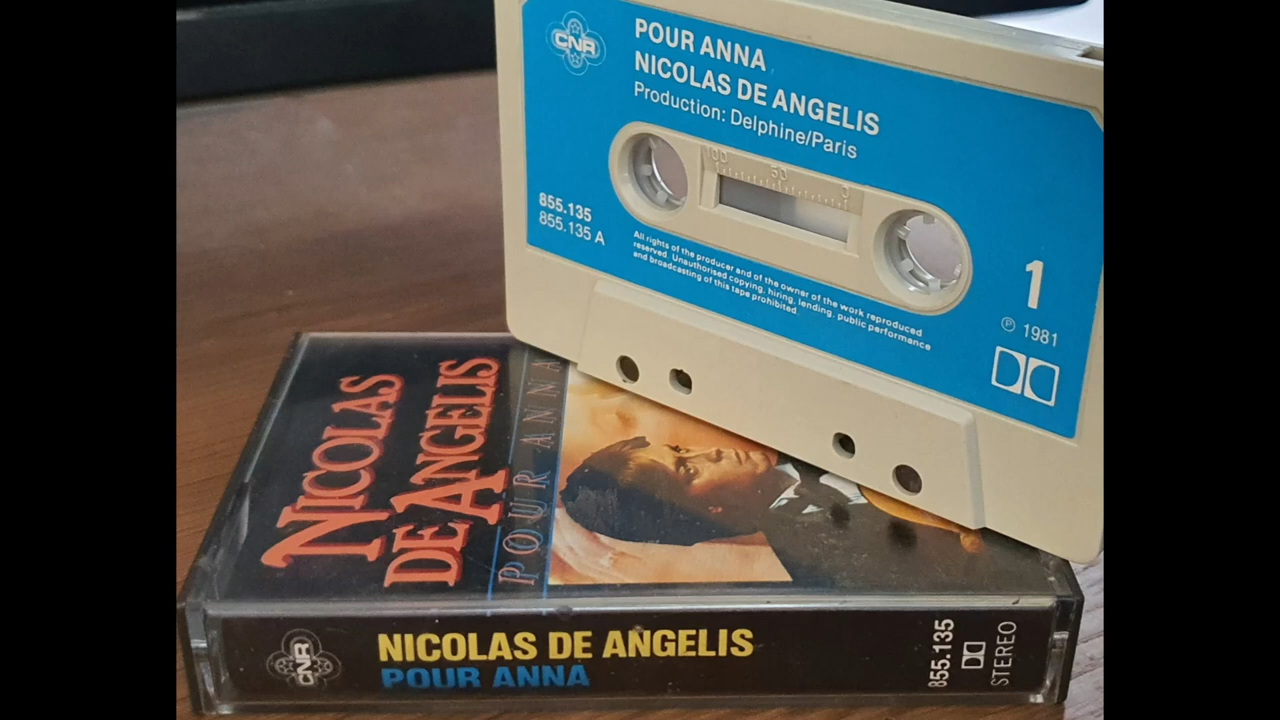 CNR
POUR ANNA
NICOLAS DE ANGELIS
Production: Delphine/Paris
100 50 0
855.135
855.135 A
All rights of the producer and of the owner of the work reproduced
reserved. Unauthorised copying, hiring, lending, public performance
and broadcasting of this tape prohibited.
1
Ⓟ 1981
NICOLAS
DE ANGELIS
POUR ANNA
CNR
NICOLAS DE ANGELIS
POUR ANNA
855.135
STEREO